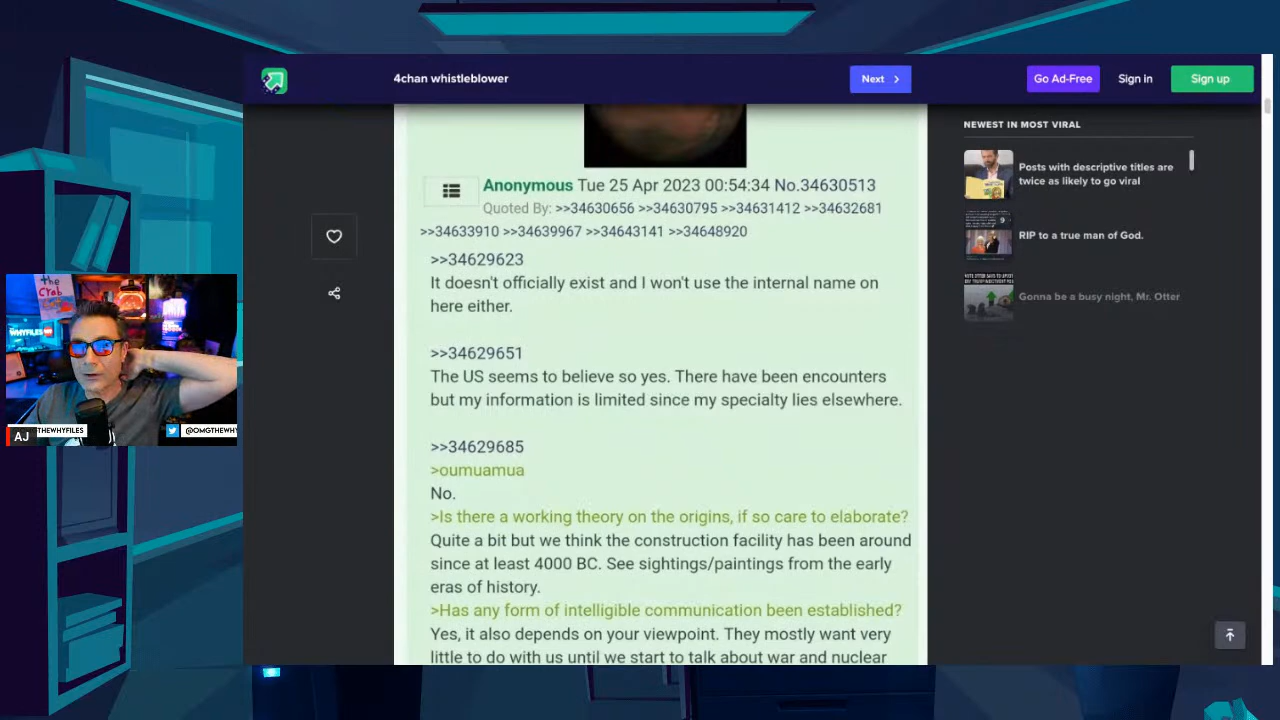 4chan whistleblower
Next
Go Ad-Free
Sign in
Sign up
NEWEST IN MOST VIRAL
Posts with descriptive titles are
twice as likely to go viral
RIP to a true man of God.
Gonna be a busy night, Mr. Otter
Anonymous Tue 25 Apr 2023 00:54:34 No.34630513
Quoted By: >>34630656 >>34630795 >>34631412 >>34632681
>>34633910 >>34639967 >>34643141 >>34648920
>>34629623
It doesn't officially exist and I won't use the internal name on
here either.
>>34629651
The US seems to believe so yes. There have been encounters
but my information is limited since my specialty lies elsewhere.
>>34629685
>oumuamua
No.
>Is there a working theory on the origins, if so care to elaborate?
Quite a bit but we think the construction facility has been around
since at least 4000 BC. See sightings/paintings from the early
eras of history.
>Has any form of intelligible communication been established?
Yes, it also depends on your viewpoint. They mostly want very
little to do with us until we start to talk about war and nuclear
the
Crab
WHYFILES
THEWHYFILES
@OMGTHEWHY
AJ